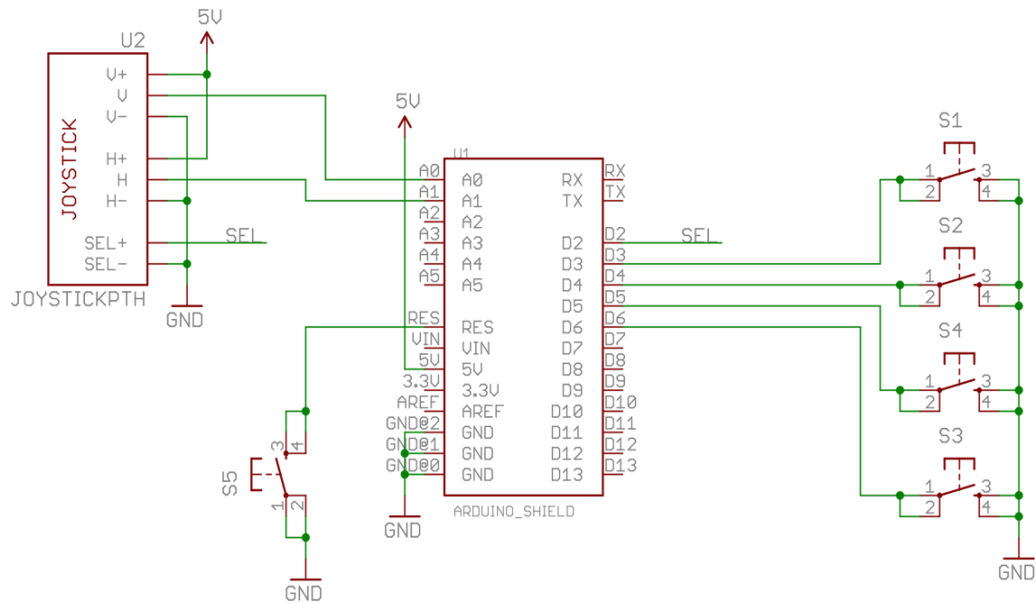 5V
U2
V+
V
V-
H+
H
H-
SEL+
SEL-
JOYSTICK
JOYSTICKPTH
SEL
GND
5V
U1
A0 A0 RX RX
A1 A1 TX TX
A2 A2
A3 A3 D2 D2 SEL
A4 A4 D3 D3
A5 A5 D4 D4
D5 D5
RES RES D6 D6
VIN VIN D7 D7
5V 5V D8 D8
3.3V 3.3V D9 D9
AREF AREF D10 D10
GND@2 GND D11 D11
GND@1 GND D12 D12
GND@0 GND D13 D13
ARDUINO_SHIELD
GND
S5
3 4
1 2
GND
S1
1 3
2 4
S2
1 3
2 4
S4
1 3
2 4
S3
1 3
2 4
GND